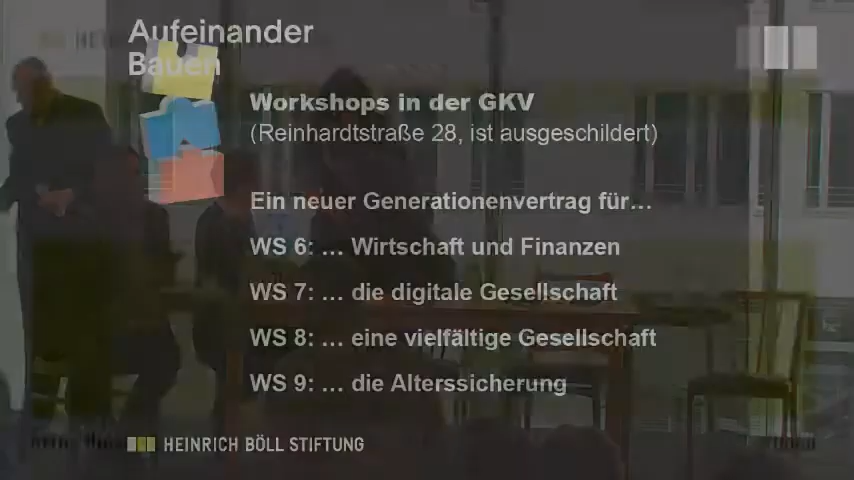 Aufeinander
Bauen
Workshops in der GKV
(Reinhardtstraße 28, ist ausgeschildert)
Ein neuer Generationenvertrag für...
WS 6: ... Wirtschaft und Finanzen
WS 7: ... die digitale Gesellschaft
WS 8: ... eine vielfältige Gesellschaft
WS 9: ... die Alterssicherung
HEINRICH BÖLL STIFTUNG